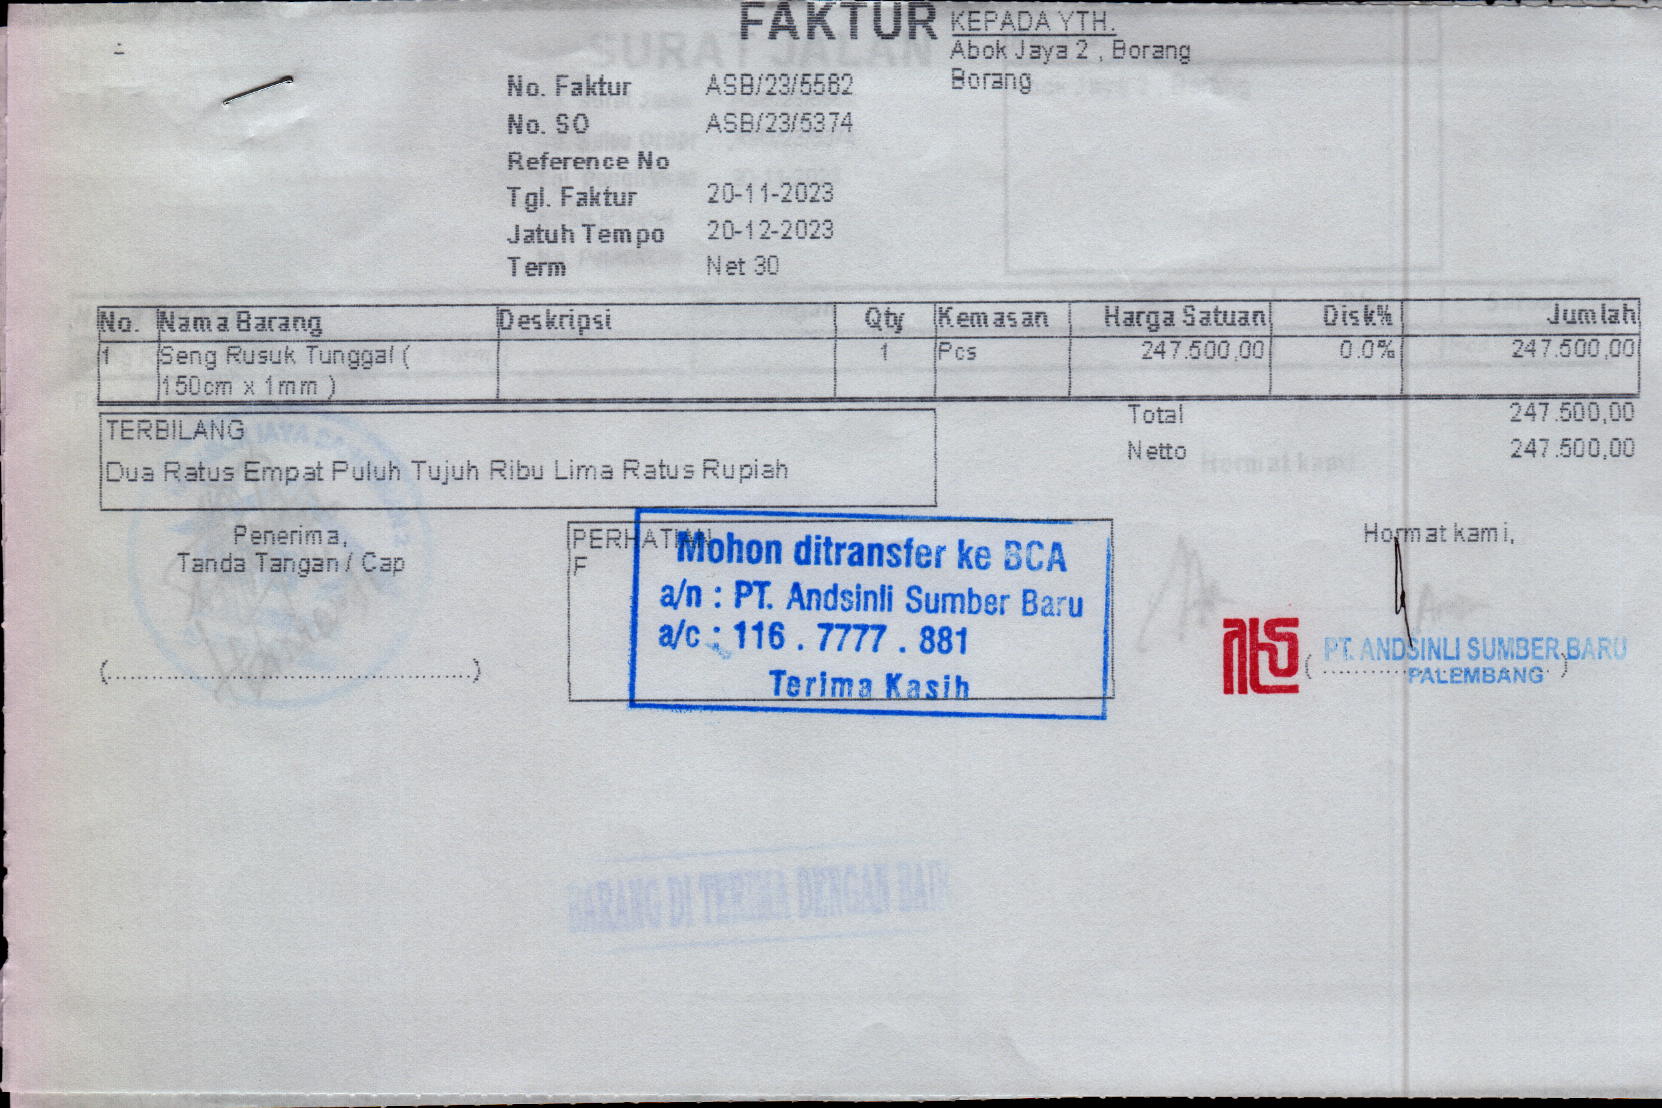 FAKTUR
KEPADA YTH.
Abok Jaya 2 , Borang
Borang
No. Faktur ASB/23/5582
No. SO ASB/23/5374
Reference No
Tgl. Faktur 20-11-2023
Jatuh Tempo 20-12-2023
Term Net 30
No. Nama Barang Deskripsi Qty Kemasan Harga Satuan Disk% Jumlah
1 Seng Rusuk Tunggal ( 1 Pcs 247.500,00 0.0% 247.500,00
150cm x 1mm )
Total 247.500,00
Netto 247.500,00
TERBILANG
Dua Ratus Empat Puluh Tujuh Ribu Lima Ratus Rupiah
Penerima,
Tanda Tangan / Cap
(.............................................)
PERHATIAN
F
Mohon ditransfer ke BCA
a/n : PT. Andsinli Sumber Baru
a/c : 116 . 7777 . 881
Terima Kasih
Hormat kami,
PT. ANDSINLI SUMBER BARU
PALEMBANG
SURAT JALAN
Hormat kami
BARANG DI TERIMA DENGAN BAIK